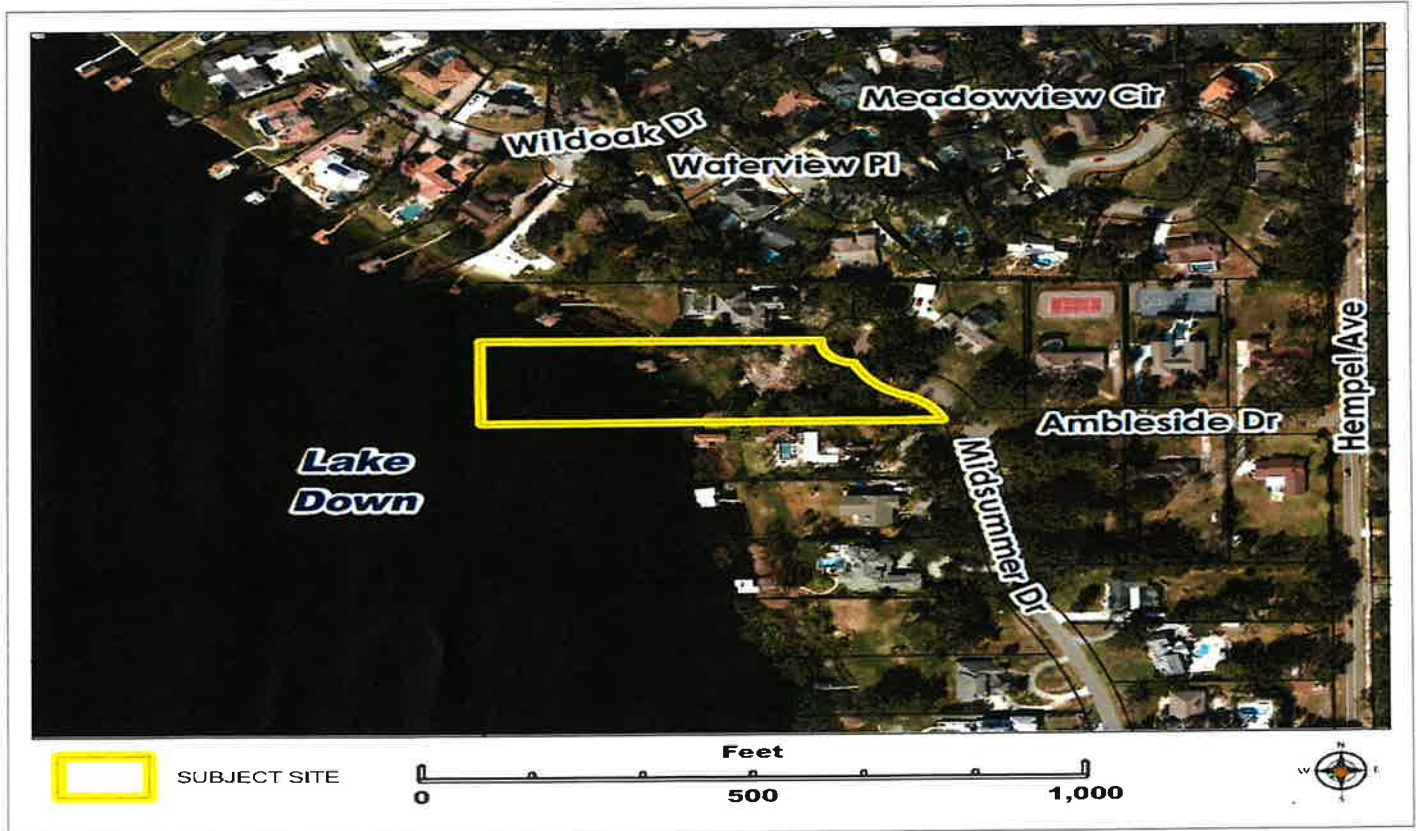 Meadowview Cir
Wildoak Dr
Waterview Pl
Hempel Ave
Ambleside Dr
Lake
Down
Midsummer Dr
Feet
SUBJECT SITE
0
500
1,000
N
W
E
S